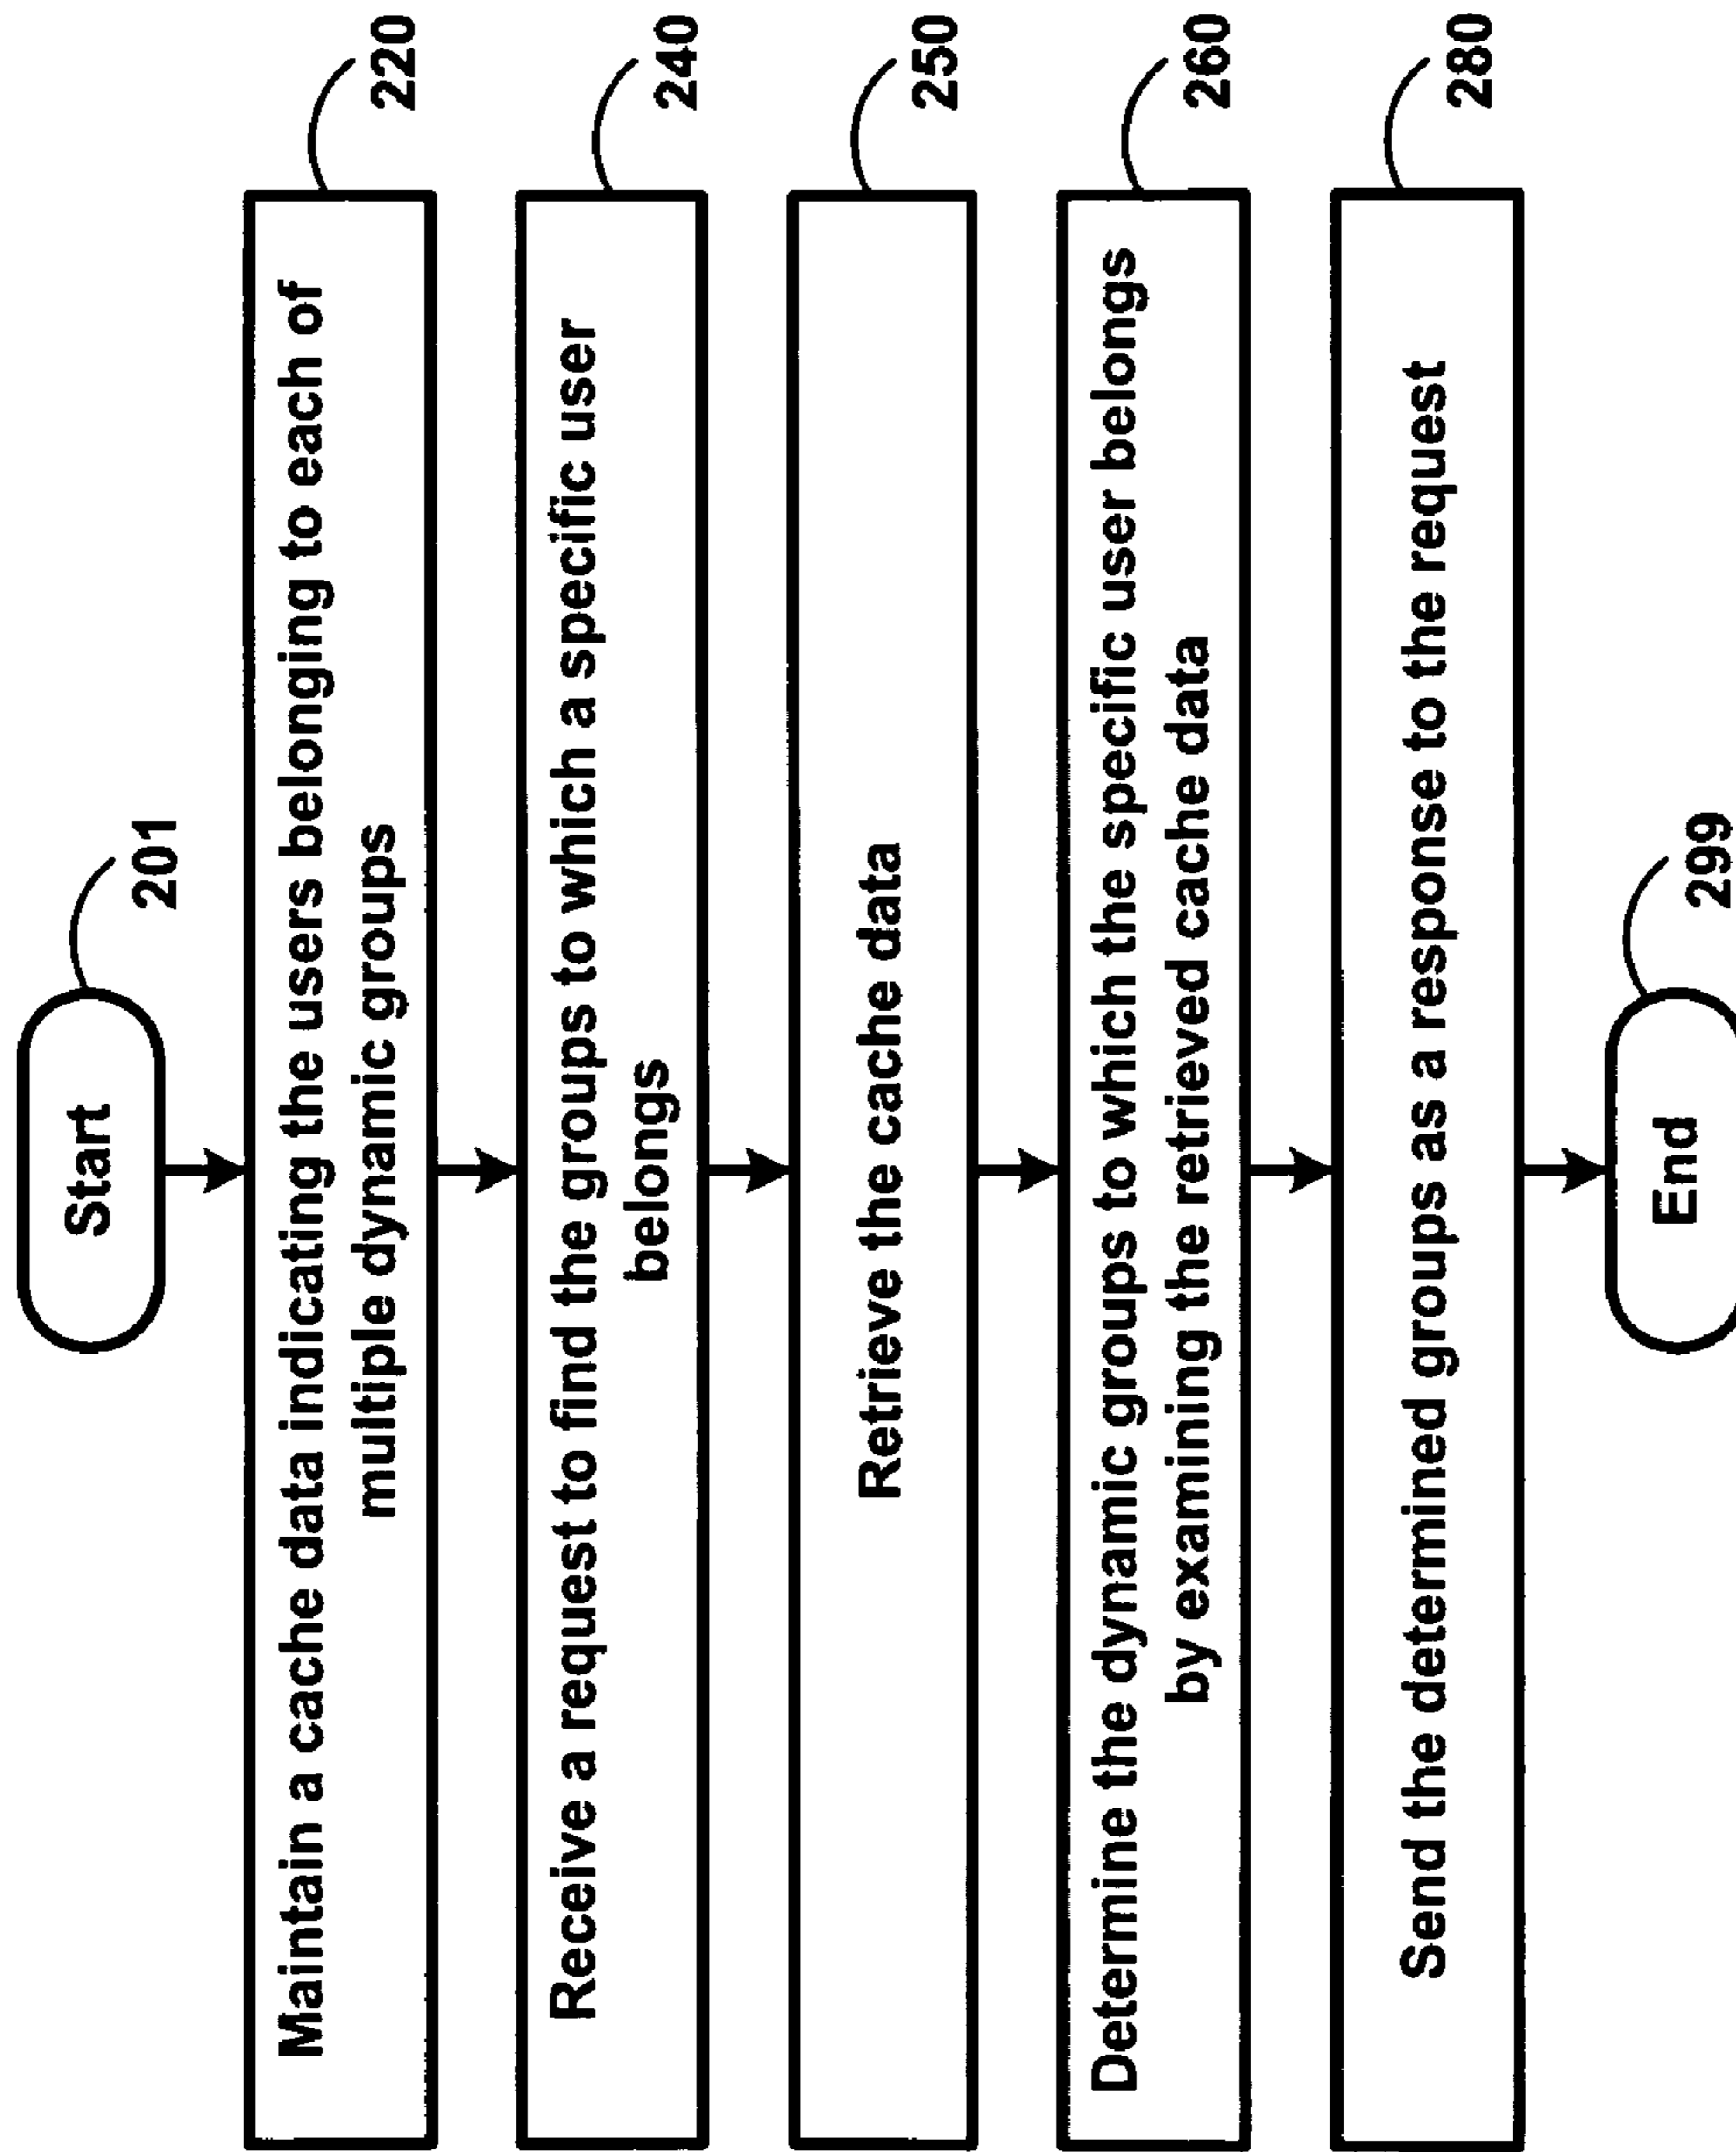 Start
201
Maintain a cache data indicating the users belonging to each of
multiple dynamic groups
220
Receive a request to find the groups to which a specific user
belongs
240
Retrieve the cache data
250
Determine the dynamic groups to which the specific user belongs
by examining the retrieved cache data
260
Send the determined groups as a response to the request
280
End
299